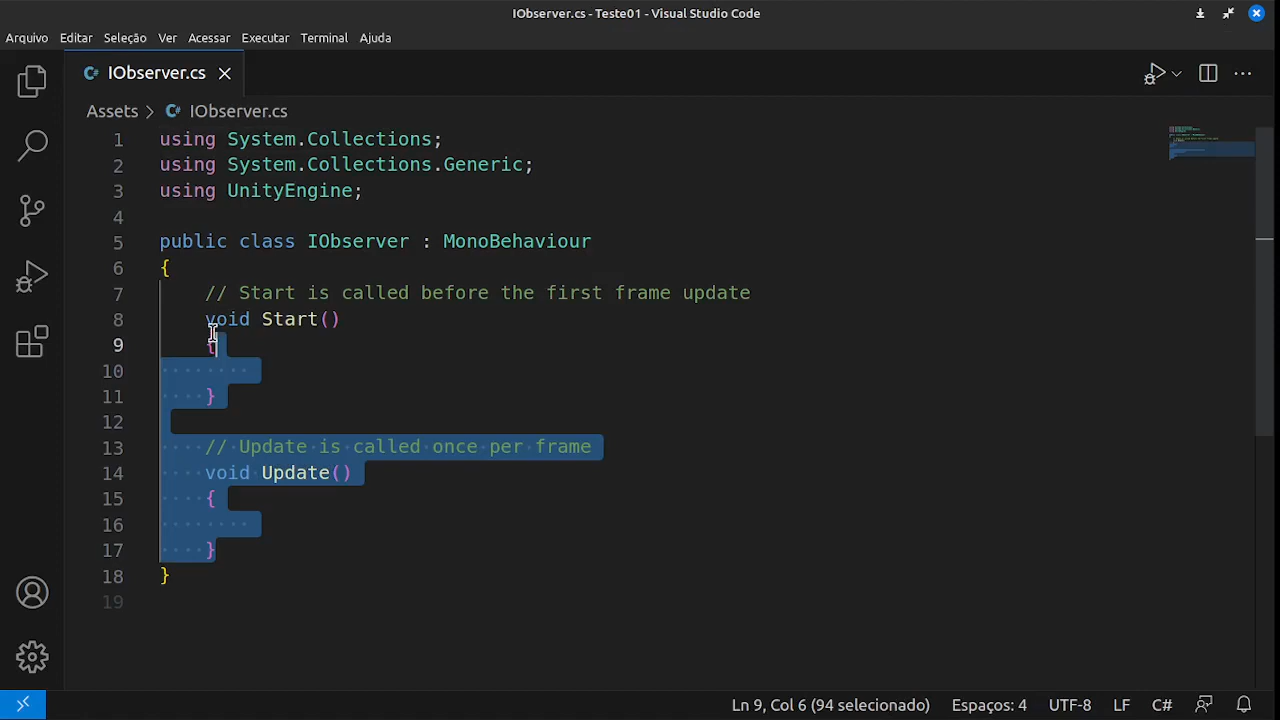 IObserver.cs - Teste01 - Visual Studio Code
Arquivo Editar Seleção Ver Acessar Executar Terminal Ajuda
IObserver.cs
Assets > IObserver.cs
1 using System.Collections;
2 using System.Collections.Generic;
3 using UnityEngine;
4
5 public class IObserver : MonoBehaviour
6 {
7 // Start is called before the first frame update
8 void Start()
9 {
10
11 }
12
13 // Update is called once per frame
14 void Update()
15 {
16
17 }
18 }
19
Ln 9, Col 6 (94 selecionado) Espaços: 4 UTF-8 LF C#